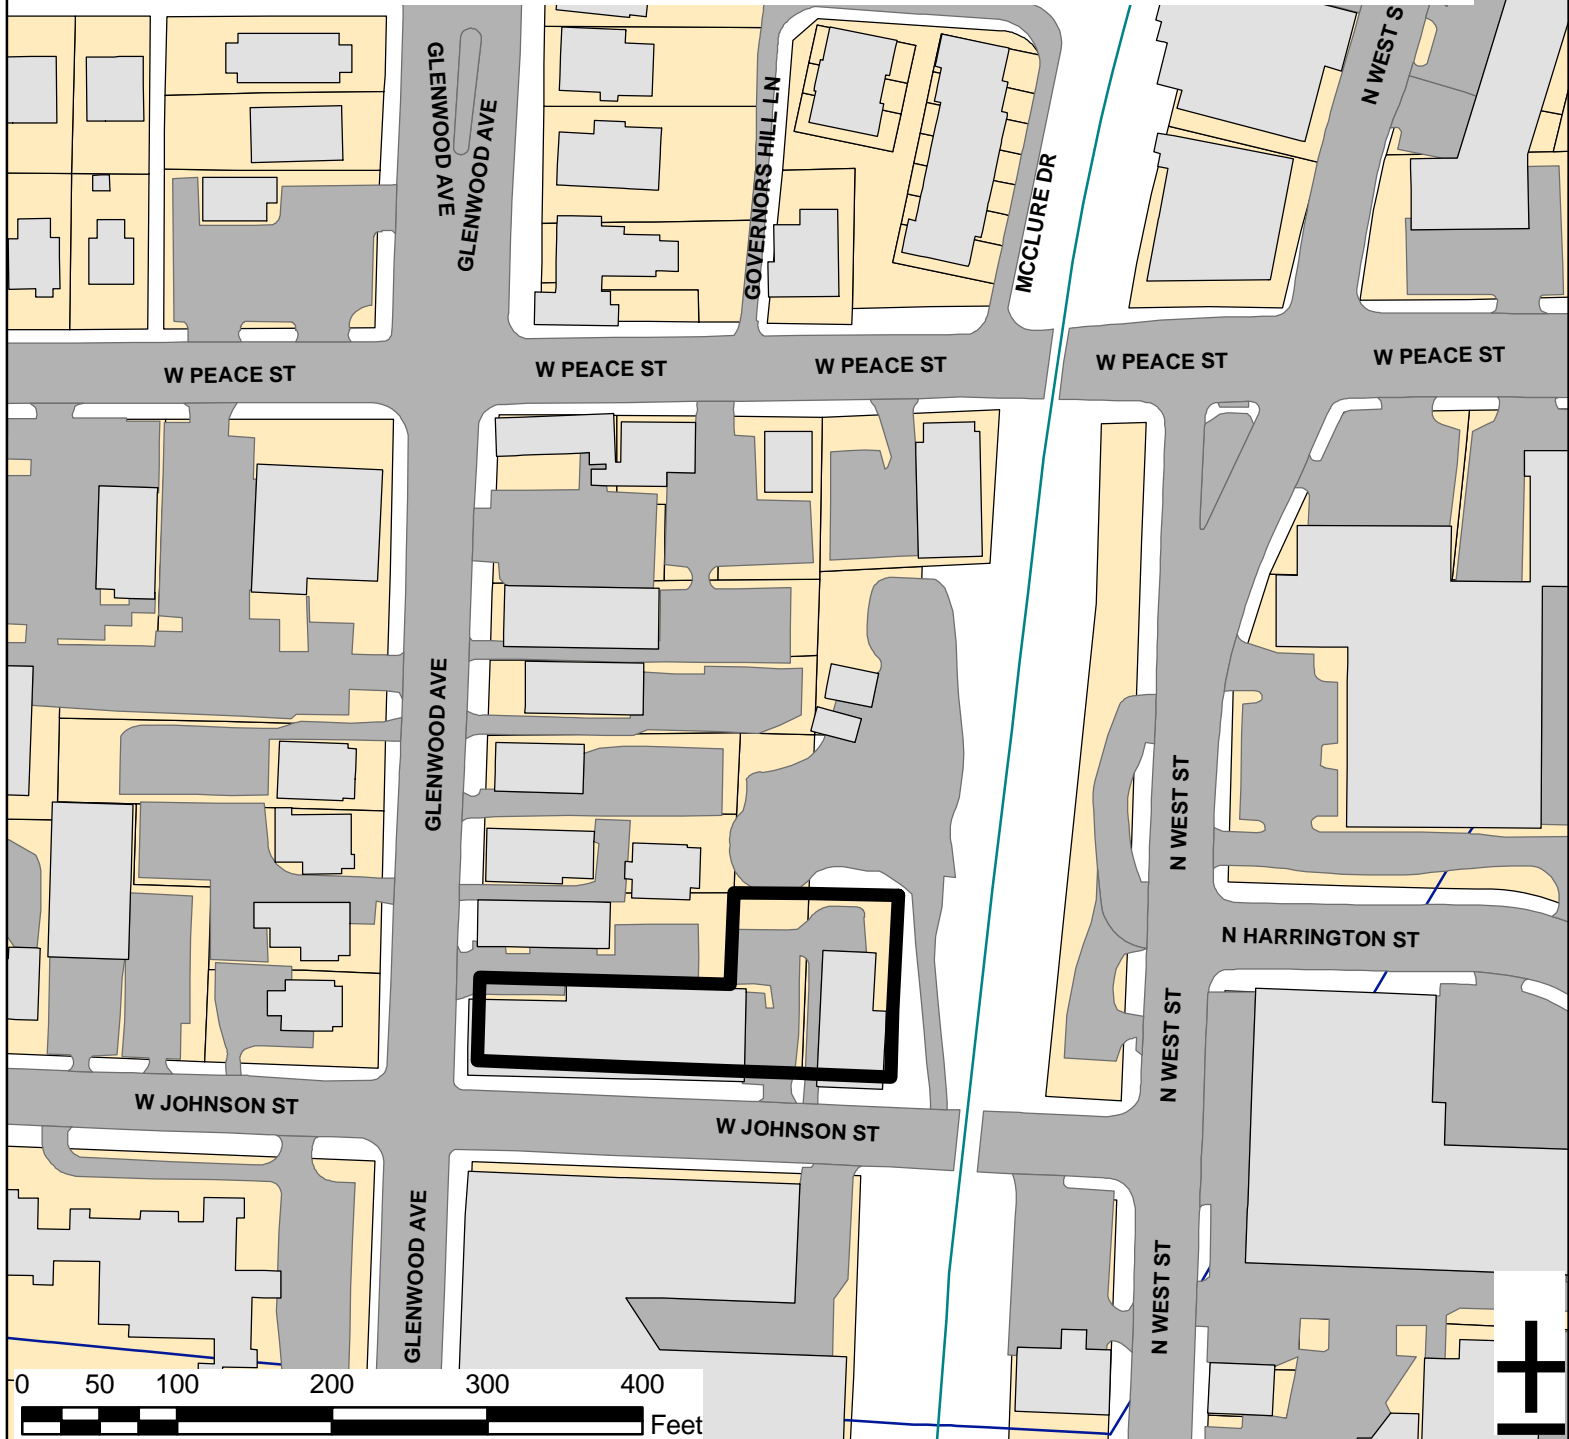 N WEST S
GLENWOOD AVE
GLENWOOD AVE
GOVERNORS HILL LN
MCCLURE DR
W PEACE ST
W PEACE ST
W PEACE ST
W PEACE ST
W PEACE ST
GLENWOOD AVE
N WEST ST
N HARRINGTON ST
N WEST ST
W JOHNSON ST
W JOHNSON ST
GLENWOOD AVE
N WEST ST
0 50 100 200 300 400
Feet